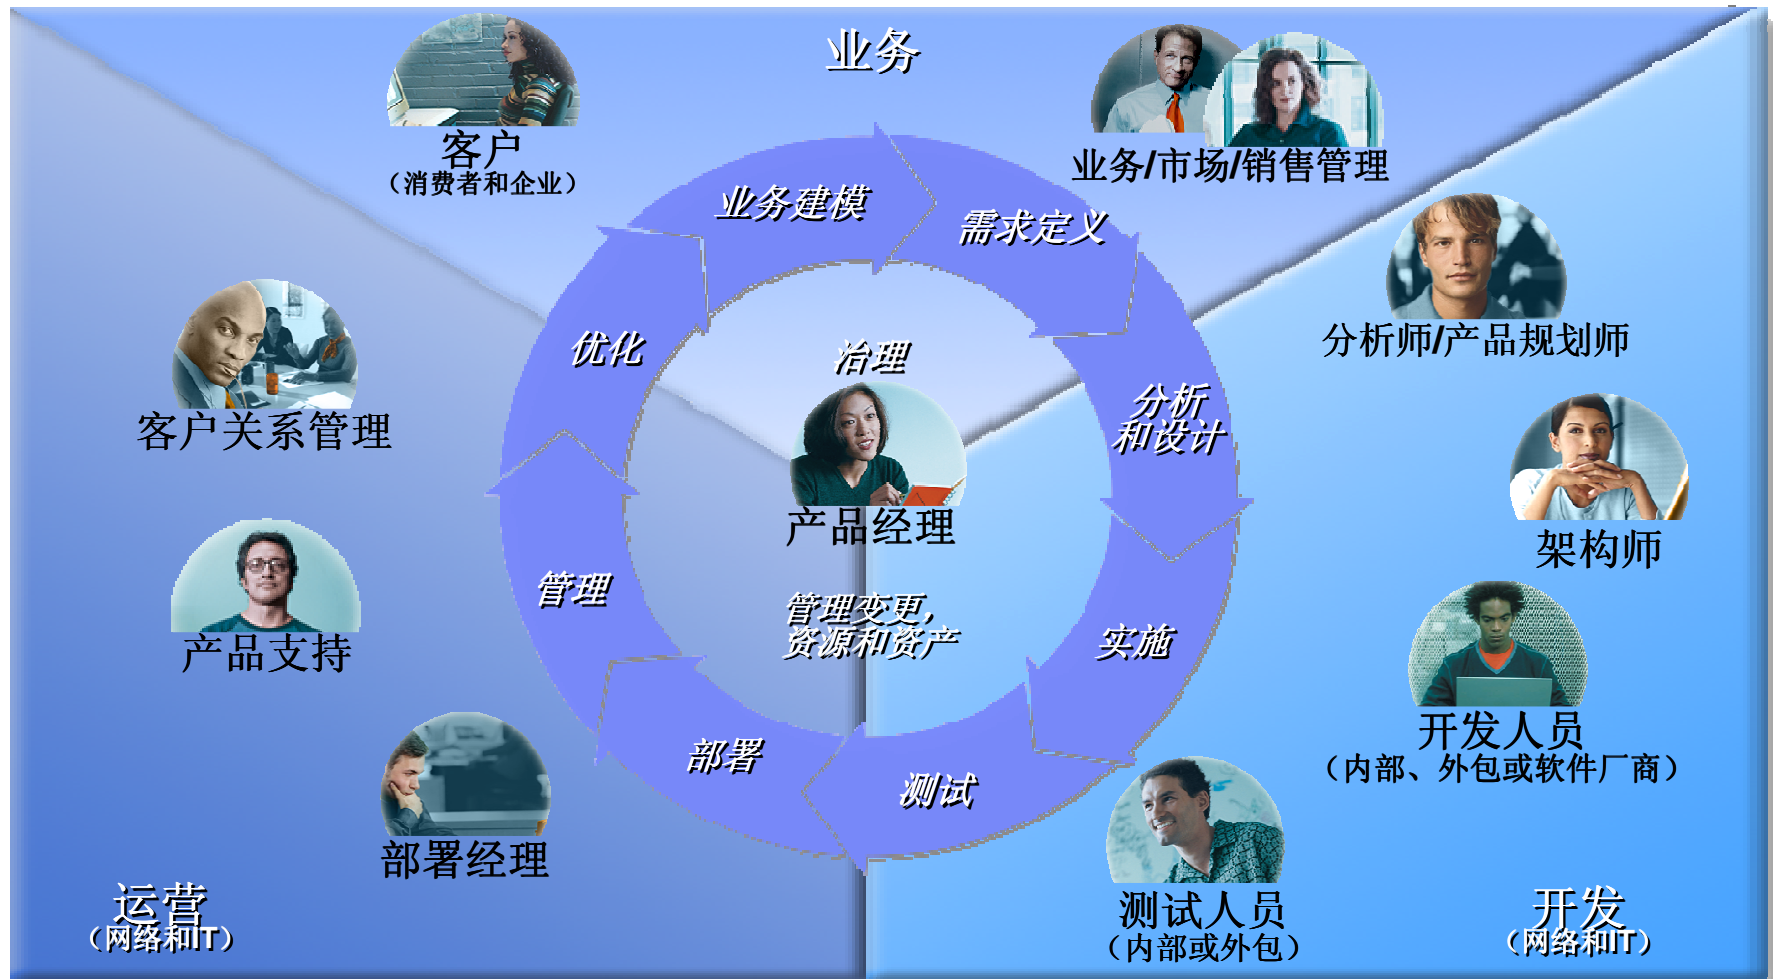 业务
客户
（消费者和企业）
业务/市场/销售管理
业务建模
需求定义
分析师/产品规划师
优化
治理
分析
和设计
客户关系管理
产品经理
架构师
管理
管理变更，
资源和资产
实施
产品支持
开发人员
（内部、外包或软件厂商）
部署
测试
部署经理
测试人员
（内部或外包）
运营
（网络和IT）
开发
（网络和IT）